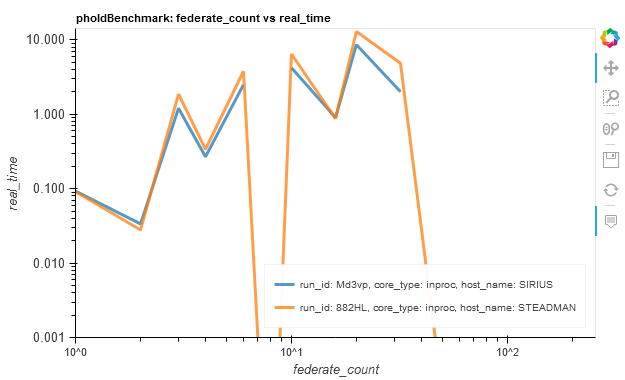 pholdBenchmark: federate_count vs real_time
10.000
1.000
0.100
0.010
0.001
real_time
run_id: Md3vp, core_type: inproc, host_name: SIRIUS
run_id: 882HL, core_type: inproc, host_name: STEADMAN
10^0
10^1
10^2
federate_count